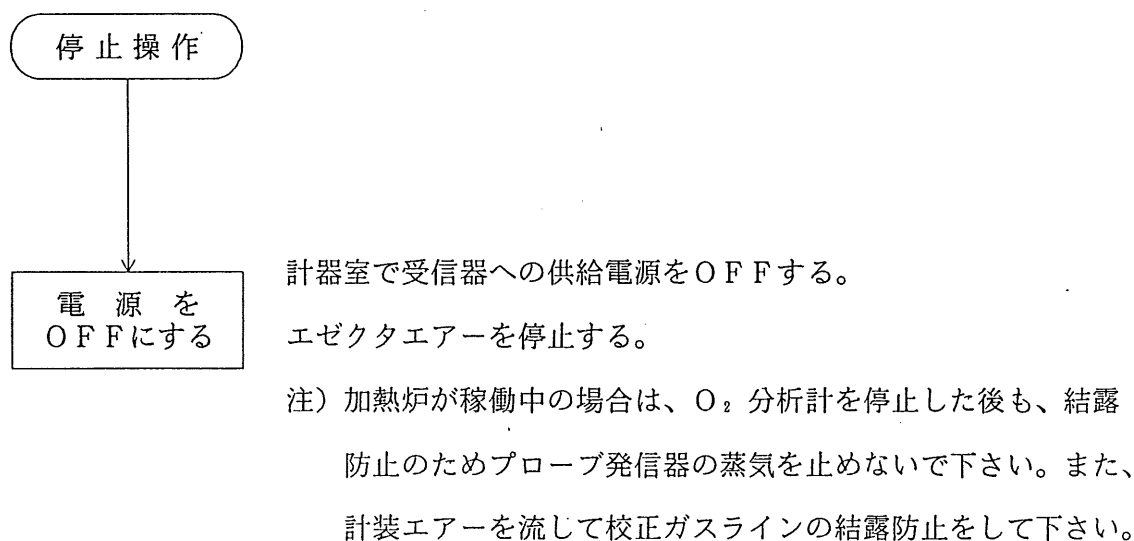 停止操作
電源を
OFFにする
計器室で受信器への供給電源をOFFする。
エゼクタエアーを停止する。
注）加熱炉が稼働中の場合は、O₂分析計を停止した後も、結露
防止のためプローブ発信器の蒸気を止めないで下さい。また、
計装エアーを流して校正ガスラインの結露防止をして下さい。